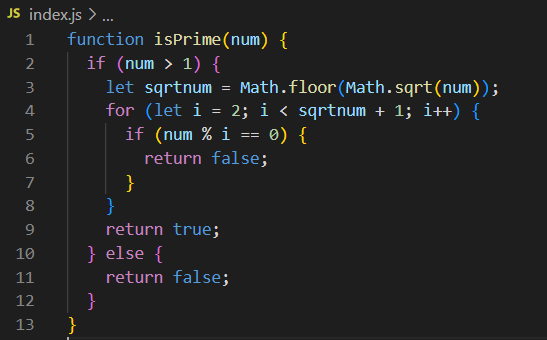 JS index.js > ...
1 function isPrime(num) {
2   if (num > 1) {
3     let sqrtnum = Math.floor(Math.sqrt(num));
4     for (let i = 2; i < sqrtnum + 1; i++) {
5       if (num % i == 0) {
6         return false;
7       }
8     }
9     return true;
10   } else {
11     return false;
12   }
13 }